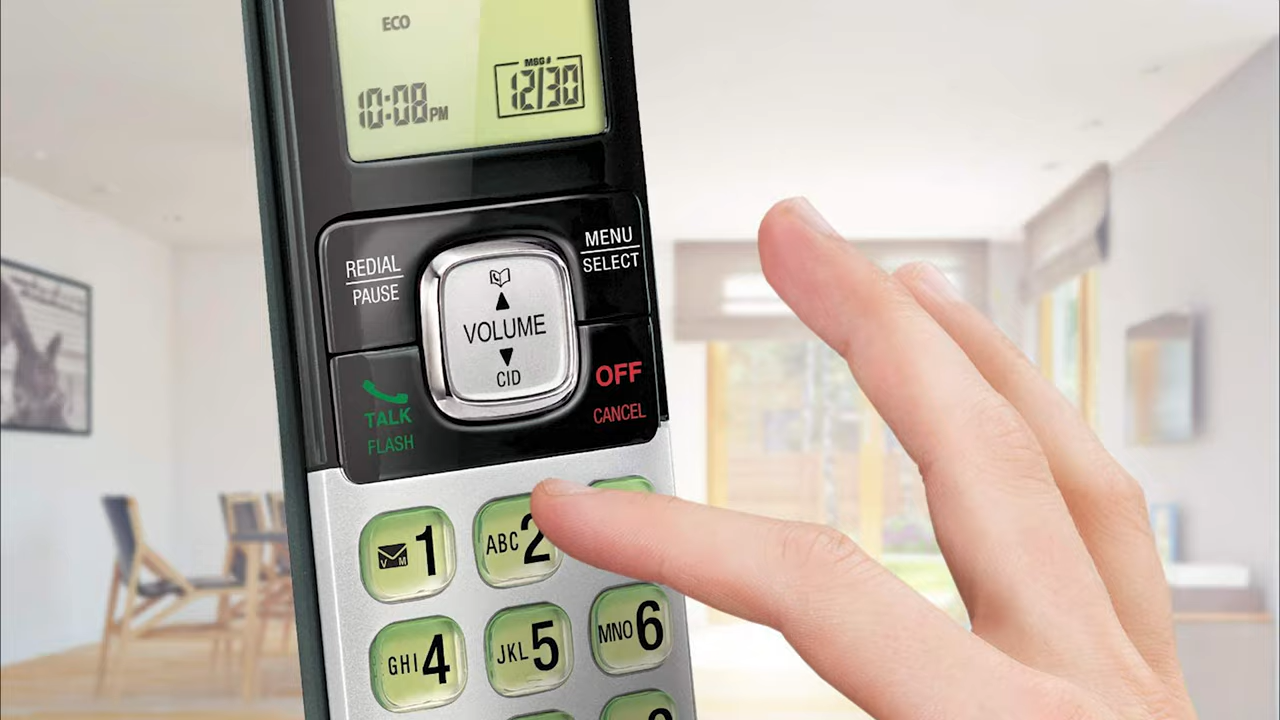 ECO
MSG#
10:08PM
12/30
REDIAL
PAUSE
MENU
SELECT
VOLUME
CID
OFF
CANCEL
TALK
FLASH
VM 1
ABC 2
GHI 4
JKL 5
MNO 6